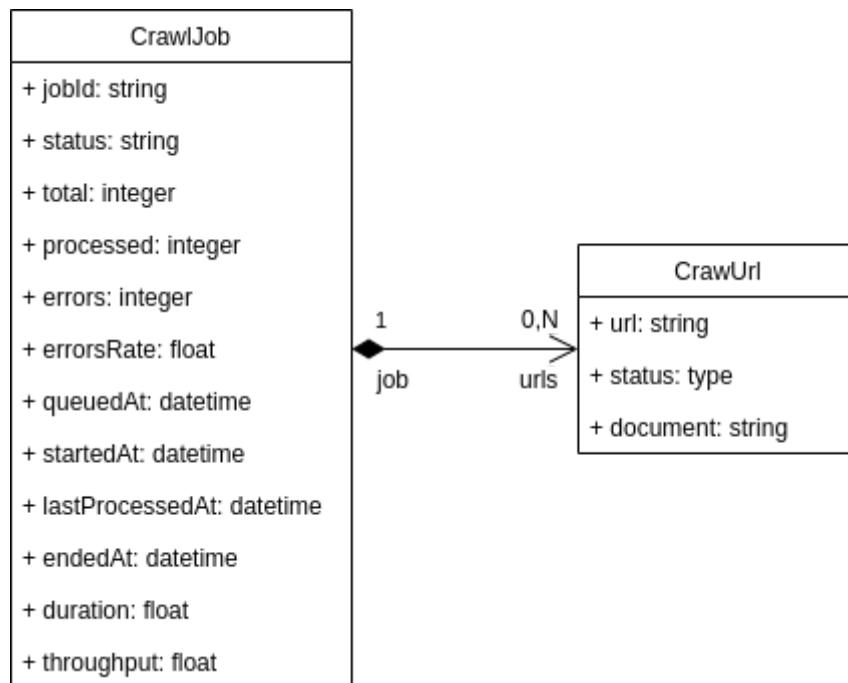 CrawlJob
+ jobId: string
+ status: string
+ total: integer
+ processed: integer
+ errors: integer
+ errorsRate: float
+ queuedAt: datetime
+ startedAt: datetime
+ lastProcessedAt: datetime
+ endedAt: datetime
+ duration: float
+ throughput: float
1
job
0,N
urls
CrawUrl
+ url: string
+ status: type
+ document: string